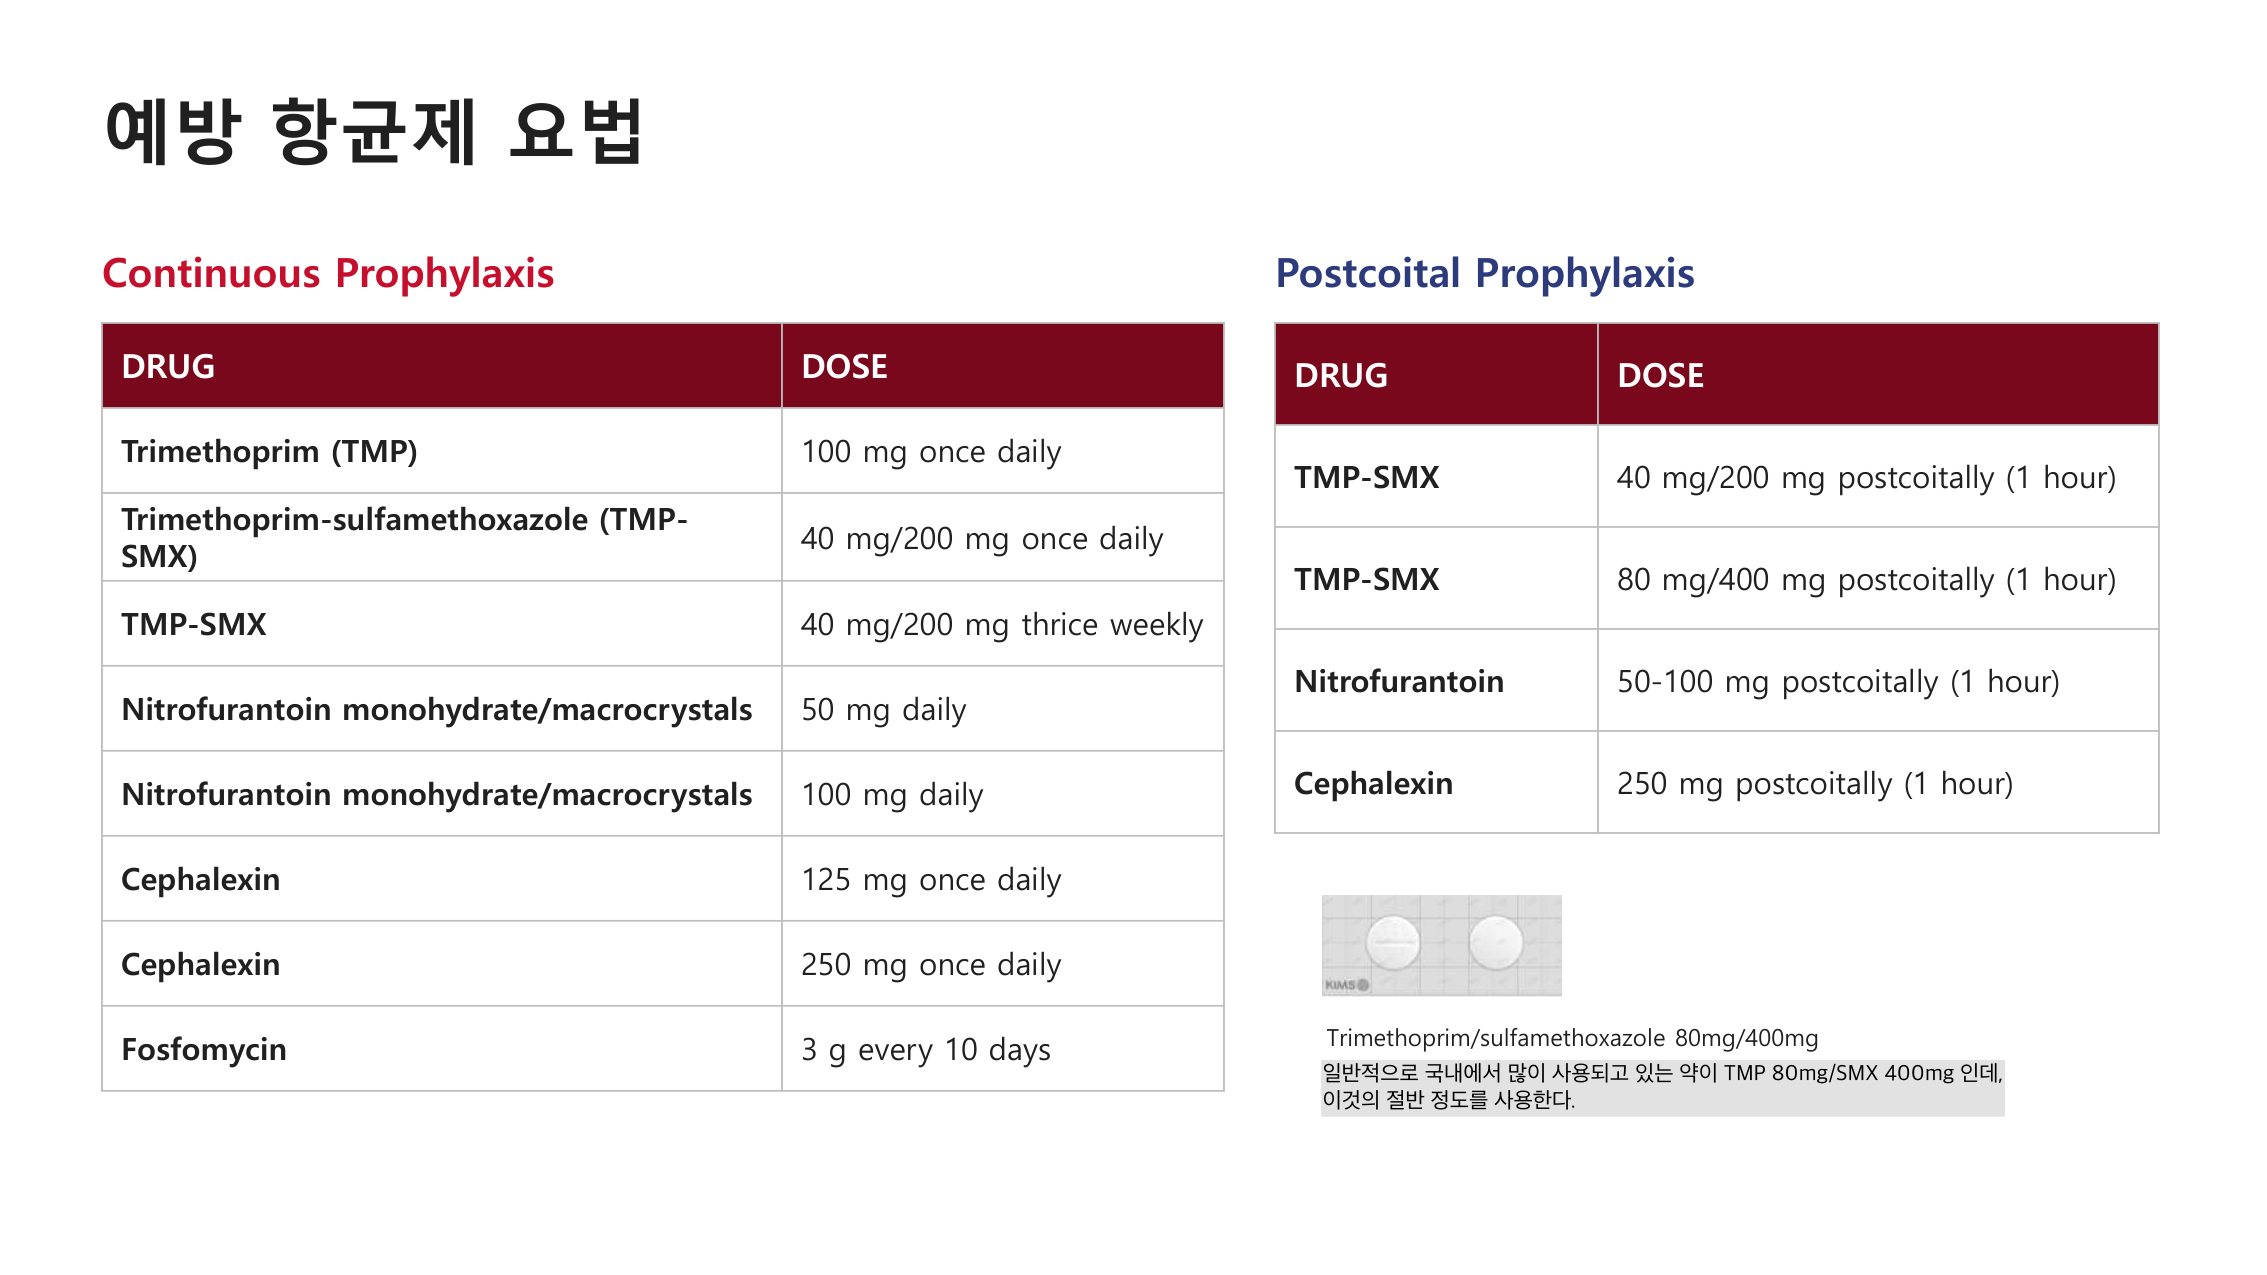 예방 항균제 요법
Continuous Prophylaxis
DRUG DOSE
Trimethoprim (TMP) 100 mg once daily
Trimethoprim-sulfamethoxazole (TMP-
SMX) 40 mg/200 mg once daily
TMP-SMX 40 mg/200 mg thrice weekly
Nitrofurantoin monohydrate/macrocrystals 50 mg daily
Nitrofurantoin monohydrate/macrocrystals 100 mg daily
Cephalexin 125 mg once daily
Cephalexin 250 mg once daily
Fosfomycin 3 g every 10 days
Postcoital Prophylaxis
DRUG DOSE
TMP-SMX 40 mg/200 mg postcoitally (1 hour)
TMP-SMX 80 mg/400 mg postcoitally (1 hour)
Nitrofurantoin 50-100 mg postcoitally (1 hour)
Cephalexin 250 mg postcoitally (1 hour)
KIMS
Trimethoprim/sulfamethoxazole 80mg/400mg
일반적으로 국내에서 많이 사용되고 있는 약이 TMP 80mg/SMX 400mg 인데,
이것의 절반 정도를 사용한다.